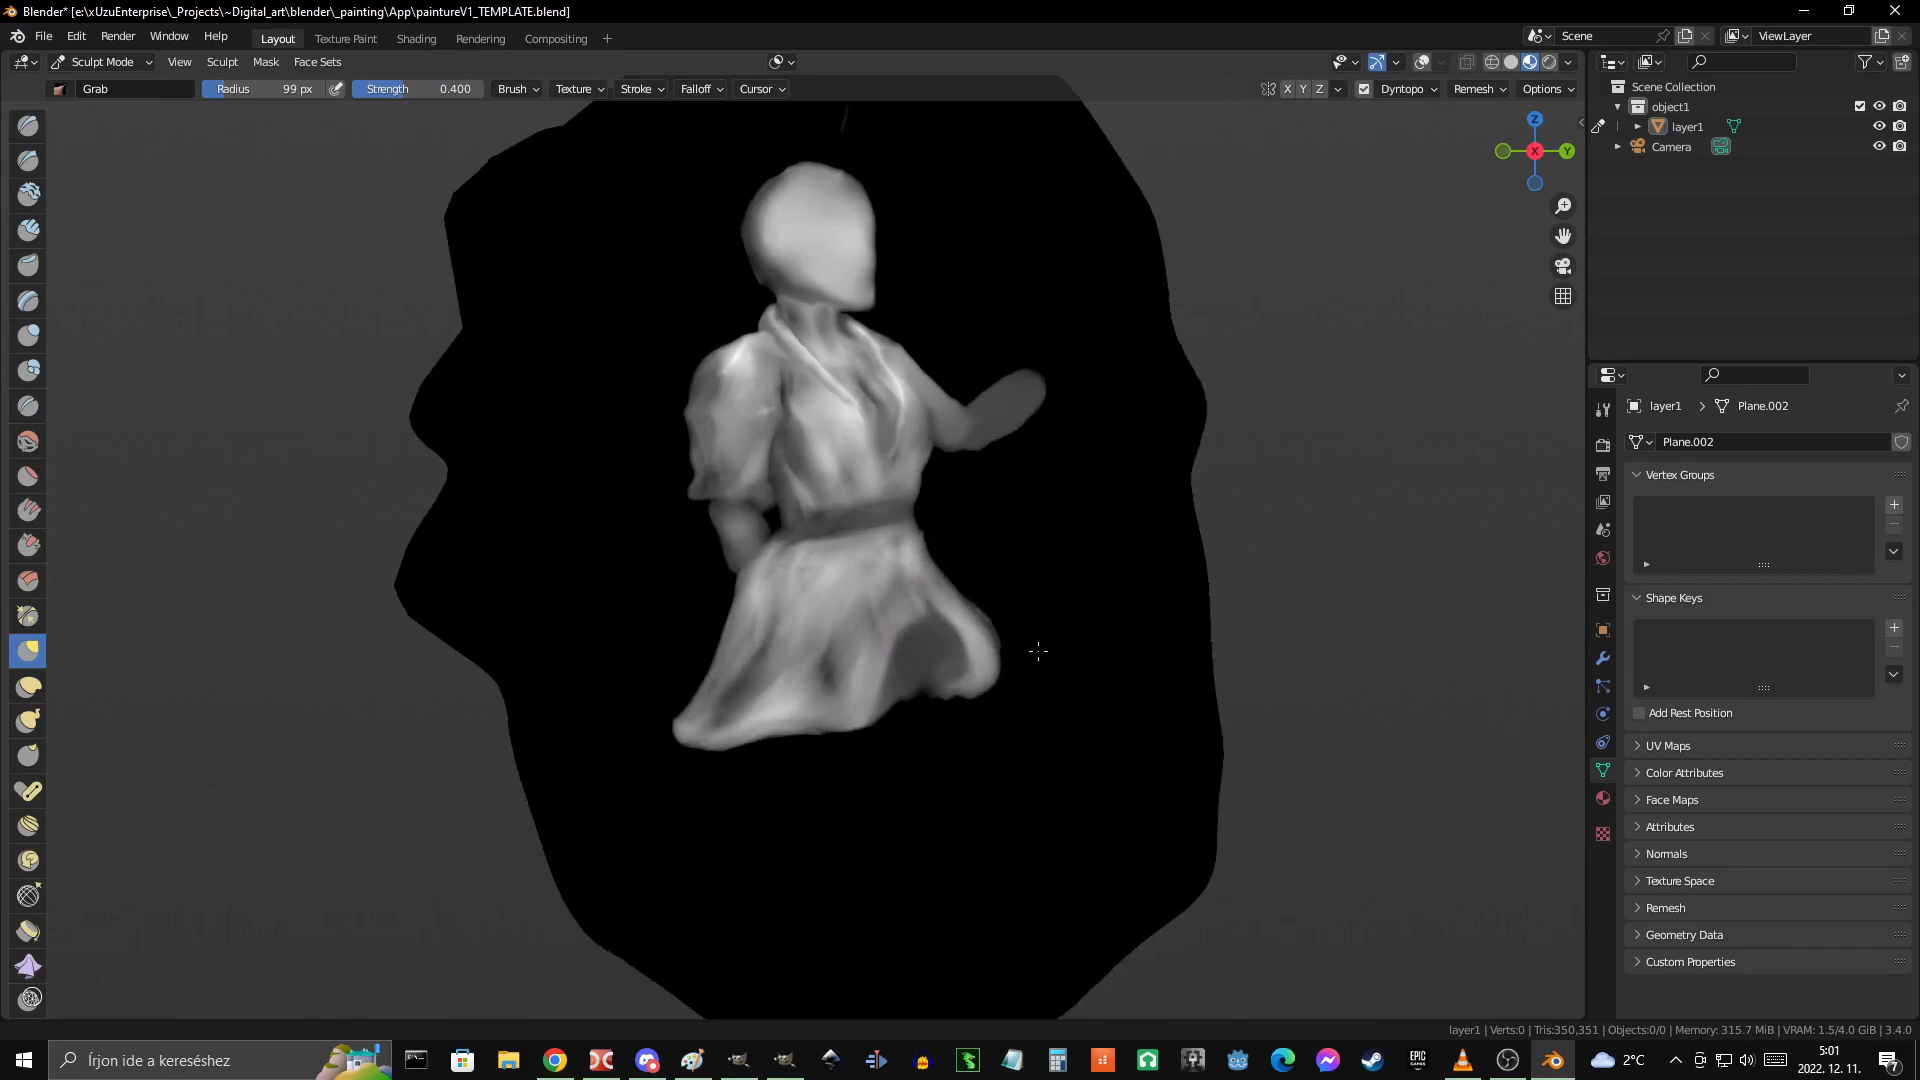 Blender* [e:\xUzuEnterprise\_Projects\~Digital_art\blender\_painting\App\paintureV1_TEMPLATE.blend]
File Edit Render Window Help Layout Texture Paint Shading Rendering Compositing + Scene ViewLayer
Sculpt Mode View Sculpt Mask Face Sets
Grab Radius 99 px Strength 0.400 Brush Texture Stroke Falloff Cursor X Y Z Dyntopo Remesh Options
Scene Collection
object1
layer1
Camera
Z
X
Y
layer1 > Plane.002
Plane.002
Vertex Groups
Shape Keys
Add Rest Position
UV Maps
Color Attributes
Face Maps
Attributes
Normals
Texture Space
Remesh
Geometry Data
Custom Properties
layer1 | Verts:0 | Tris:350,351 | Objects:0/0 | Memory: 315.7 MiB | VRAM: 1.5/4.0 GiB | 3.4.0
Írjon ide a kereséshez
EPIC GAMES
2°C
5:01
2022. 12. 11.
7